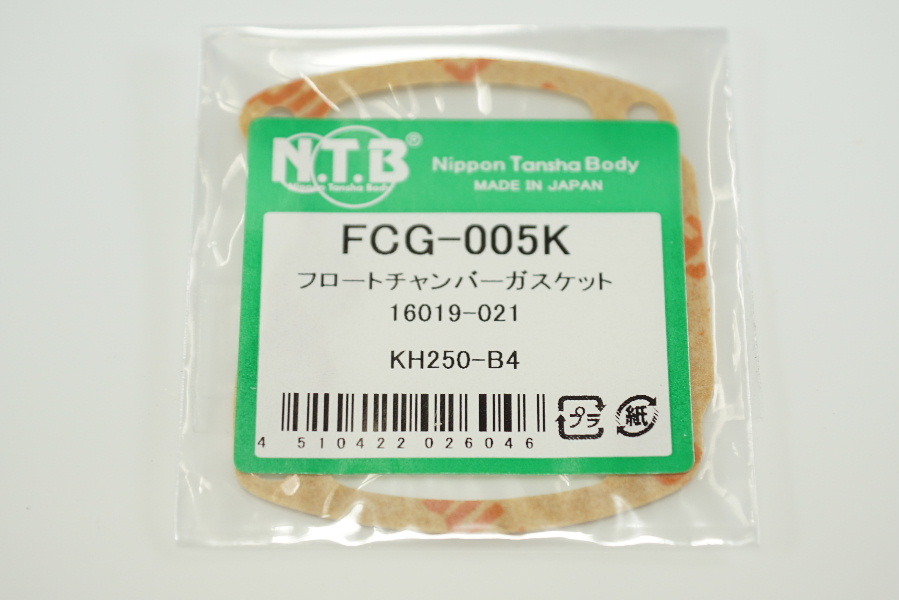 N.T.B®
Nippon Tansha Body
Nippon Tansha Body
MADE IN JAPAN
FCG-005K
フロートチャンバーガスケット
16019-021
KH250-B4
4 510422 026046
プラ
紙